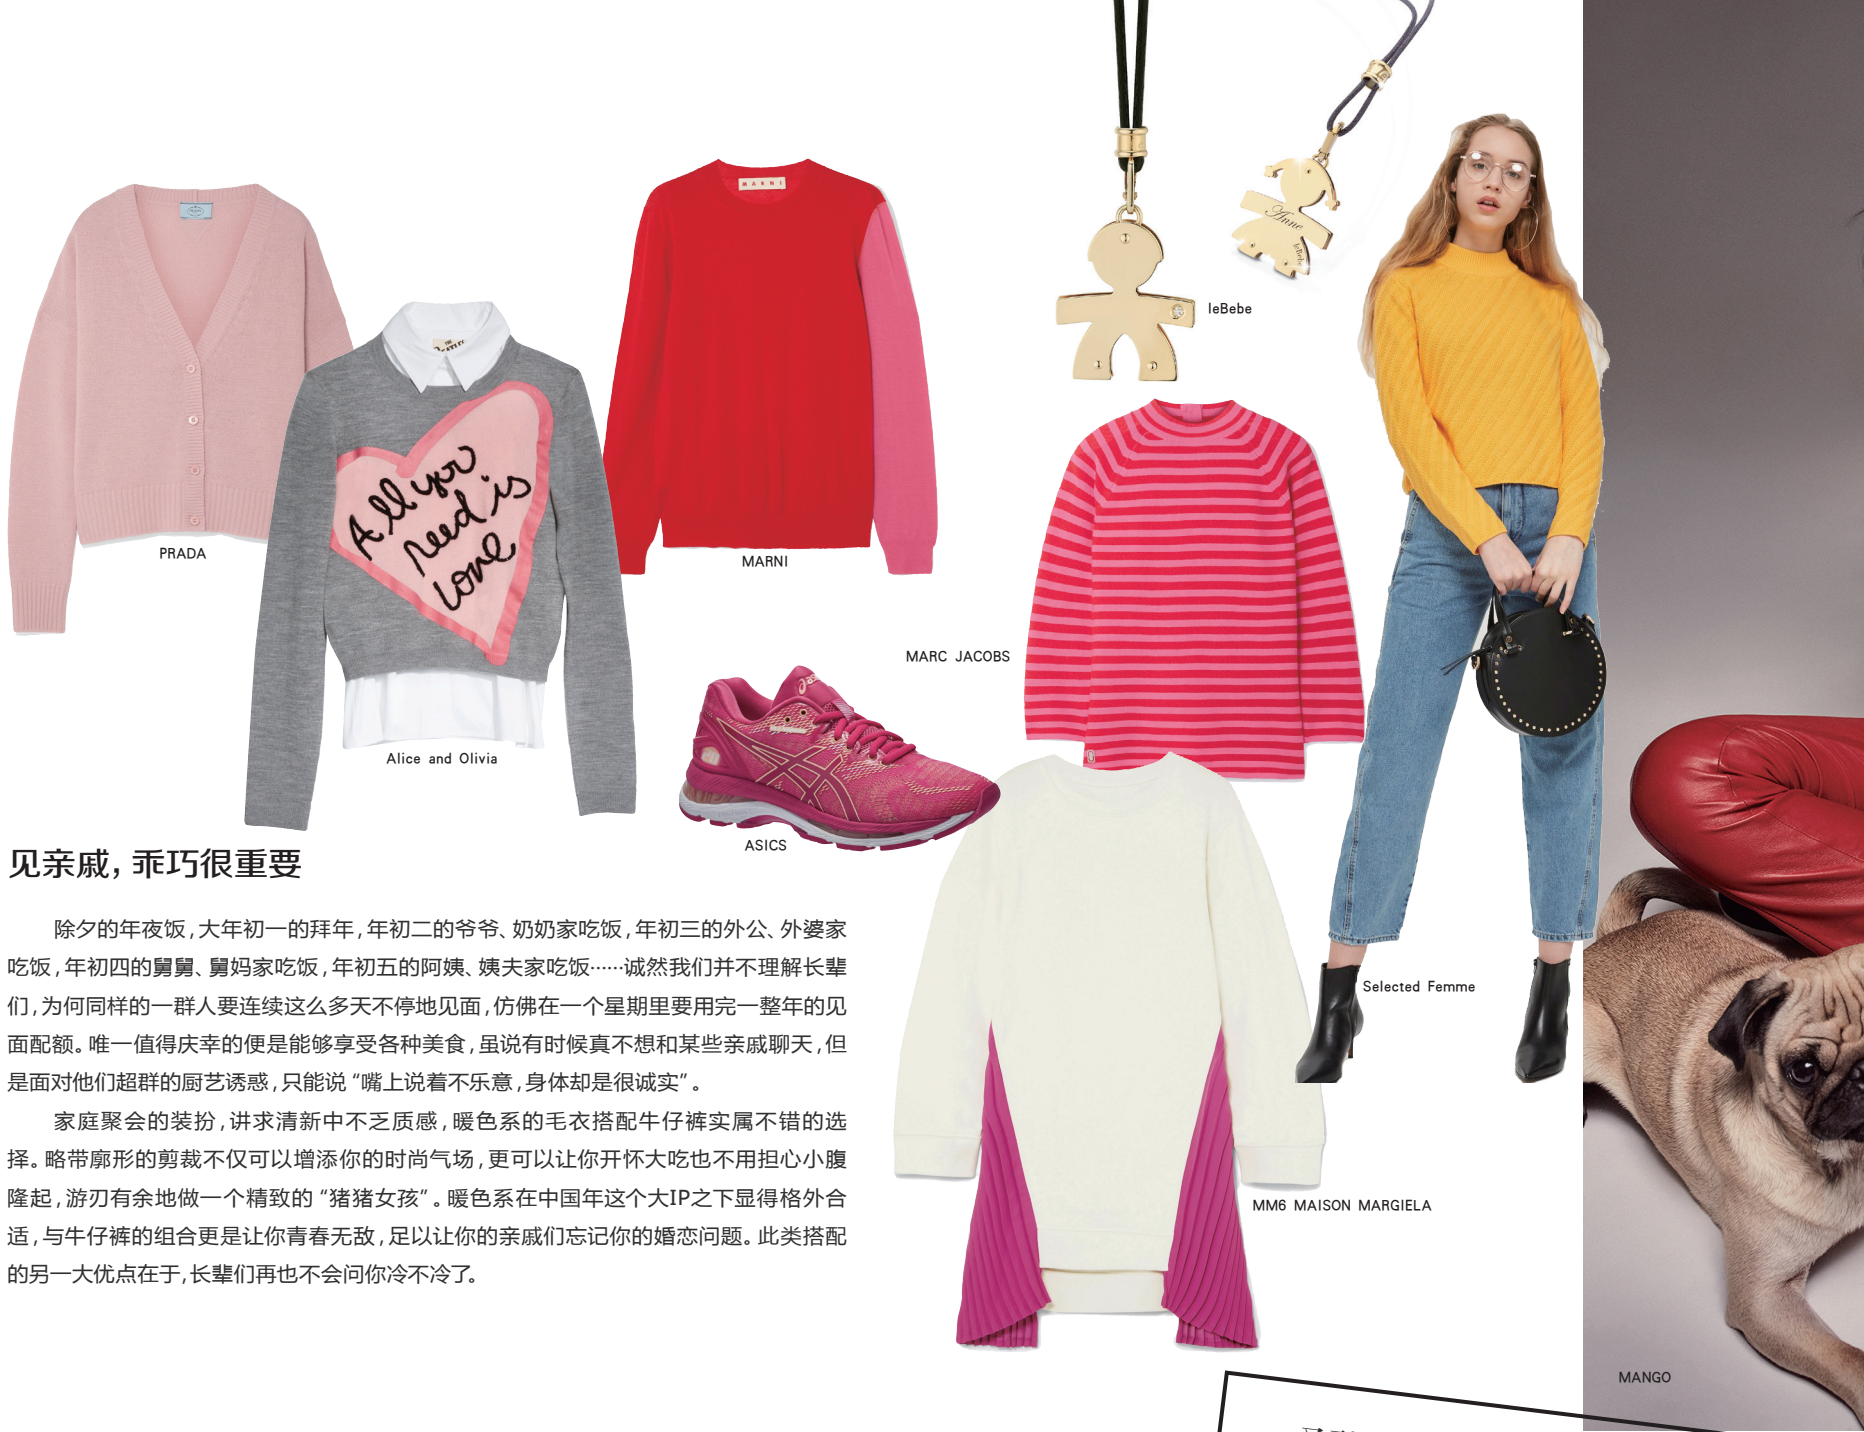 MARNI
Anne
leBebe
leBebe
All you
need is
love
PRADA
MARNI
MARC JACOBS
asics
Alice and Olivia
ASICS
见亲戚，乖巧很重要
除夕的年夜饭，大年初一的拜年，年初二的爷爷、奶奶家吃饭，年初三的外公、外婆家
吃饭，年初四的舅舅、舅妈家吃饭，年初五的阿姨、姨夫家吃饭……诚然我们并不理解长辈
们，为何同样的一群人要连续这么多天不停地见面，仿佛在一个星期里要用完一整年的见
面配额。唯一值得庆幸的便是能够享受各种美食，虽说有时候真不想和某些亲戚聊天，但
是面对他们超群的厨艺诱惑，只能说“嘴上说着不乐意，身体却是很诚实”。
家庭聚会的装扮，讲求清新中不乏质感，暖色系的毛衣搭配牛仔裤实属不错的选
择。略带廓形的剪裁不仅可以增添你的时尚气场，更可以让你开怀大吃也不用担心小腹
隆起，游刃有余地做一个精致的“猪猪女孩”。暖色系在中国年这个大IP之下显得格外合
适，与牛仔裤的组合更是让你青春无敌，足以让你的亲戚们忘记你的婚恋问题。此类搭配
的另一大优点在于，长辈们再也不会问你冷不冷了。
Selected Femme
MM6 MAISON MARGIELA
MANGO